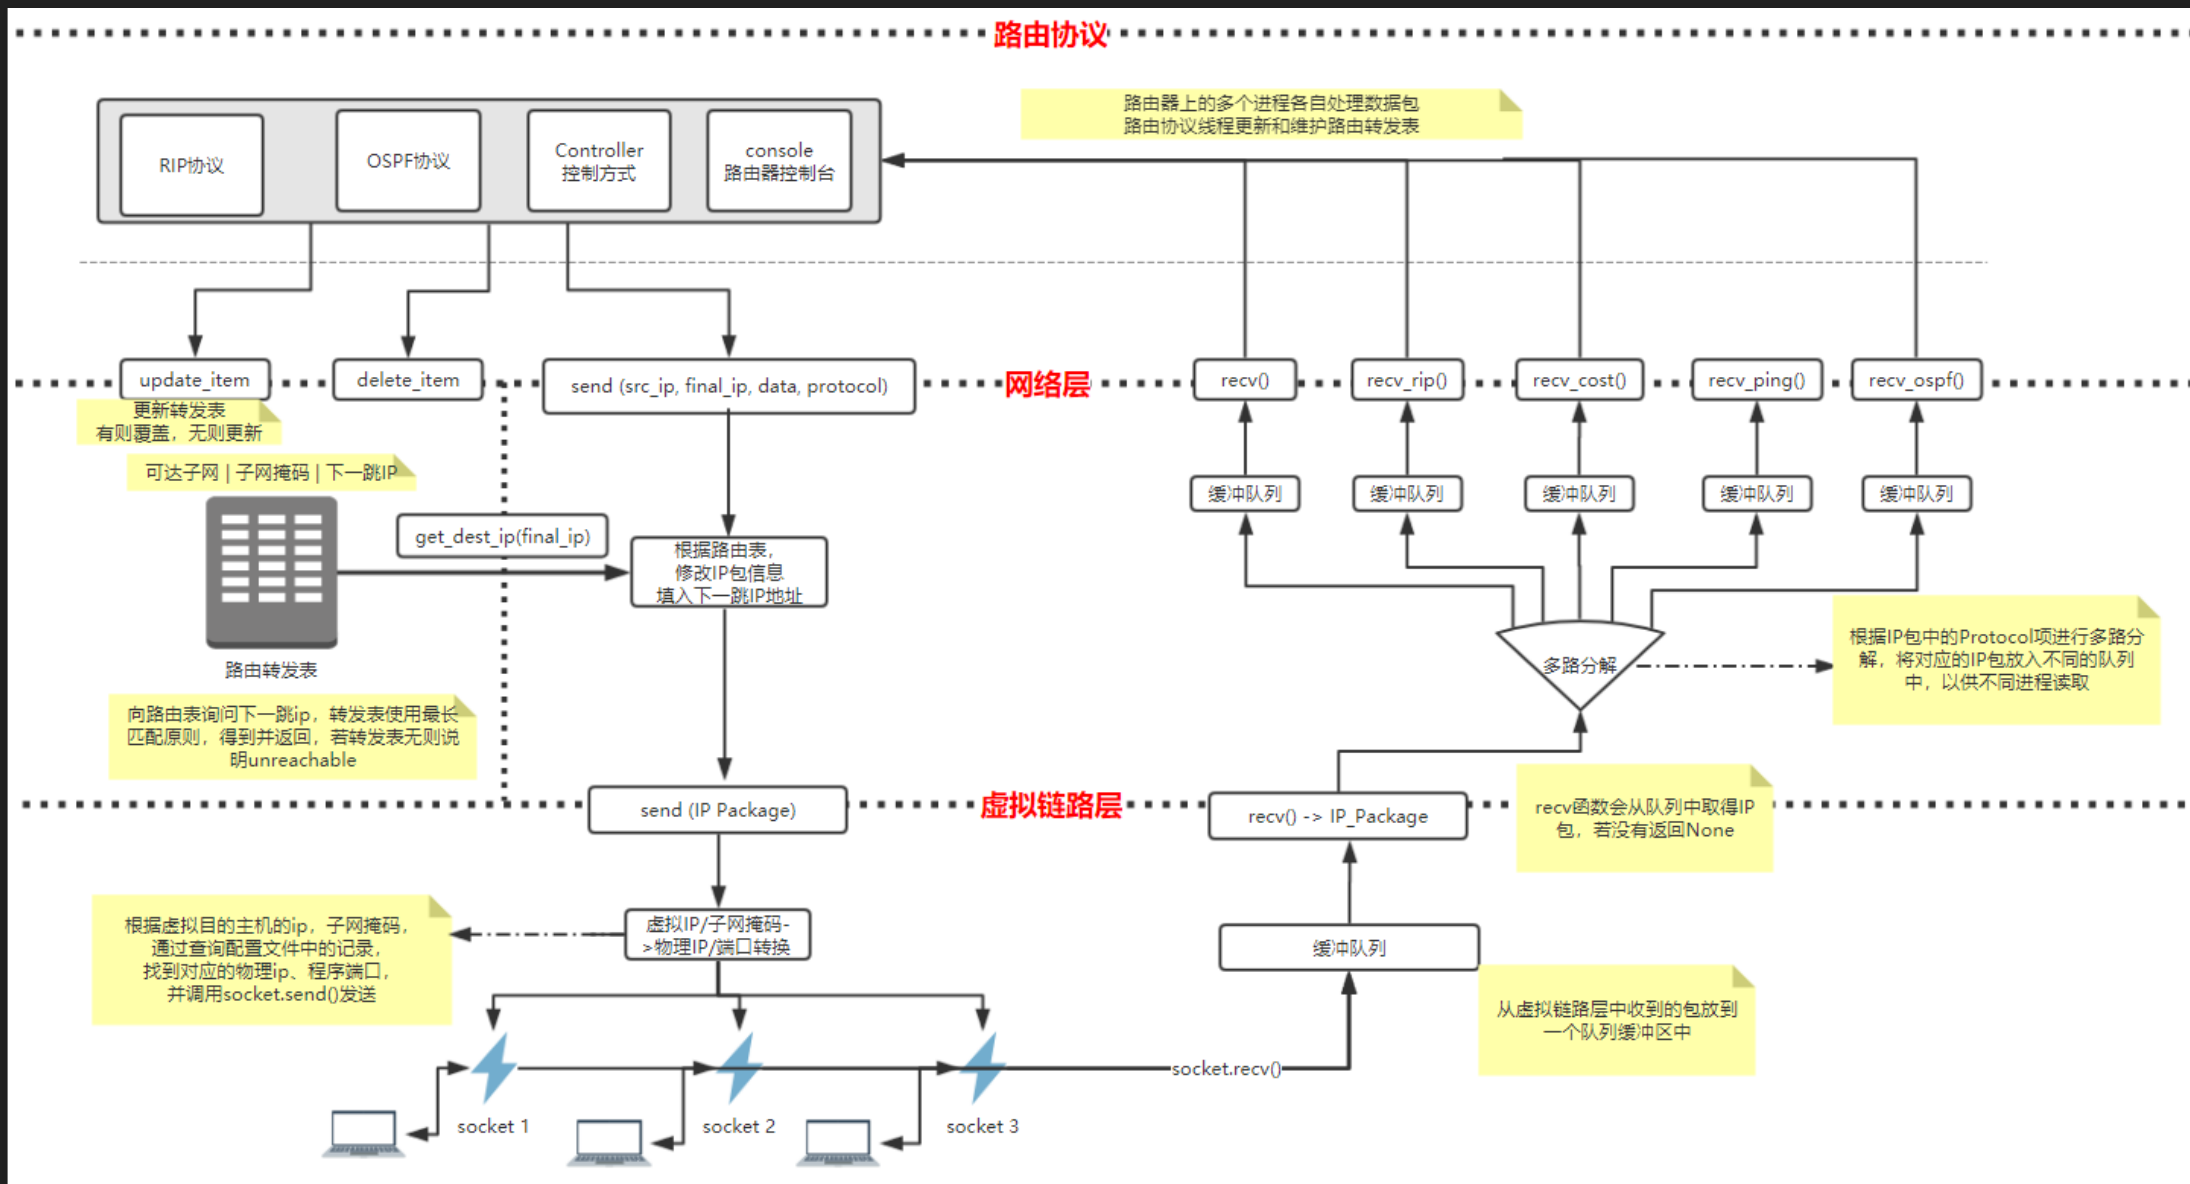 路由协议
路由器上的多个进程各自处理数据包
路由协议线程更新和维护路由转发表
RIP协议
OSPF协议
Controller
控制方式
console
路由器控制台
update_item
delete_item
send (src_ip, final_ip, data, protocol)
网络层
recv()
recv_rip()
recv_cost()
recv_ping()
recv_ospf()
更新转发表
有则覆盖，无则更新
可达子网 | 子网掩码 | 下一跳IP
缓冲队列
缓冲队列
缓冲队列
缓冲队列
缓冲队列
get_dest_ip(final_ip)
根据路由表，
修改IP包信息
填入下一跳IP地址
路由转发表
多路分解
根据IP包中的Protocol项进行多路分
解，将对应的IP包放入不同的队列
中，以供不同进程读取
向路由表询问下一跳ip，转发表使用最长
匹配原则，得到并返回，若转发表无则说
明unreachable
send (IP Package)
虚拟链路层
recv() -> IP_Package
recv函数会从队列中取得IP
包，若没有返回None
根据虚拟目的主机的ip，子网掩码，
通过查询配置文件中的记录，
找到对应的物理ip、程序端口，
并调用socket.send()发送
虚拟IP/子网掩码-
>物理IP/端口转换
缓冲队列
从虚拟链路层中收到的包放到
一个队列缓冲区中
socket.recv()
socket 1
socket 2
socket 3